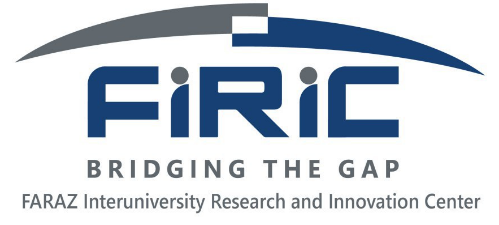 FiRiC
BRIDGING THE GAP
FARAZ Interuniversity Research and Innovation Center